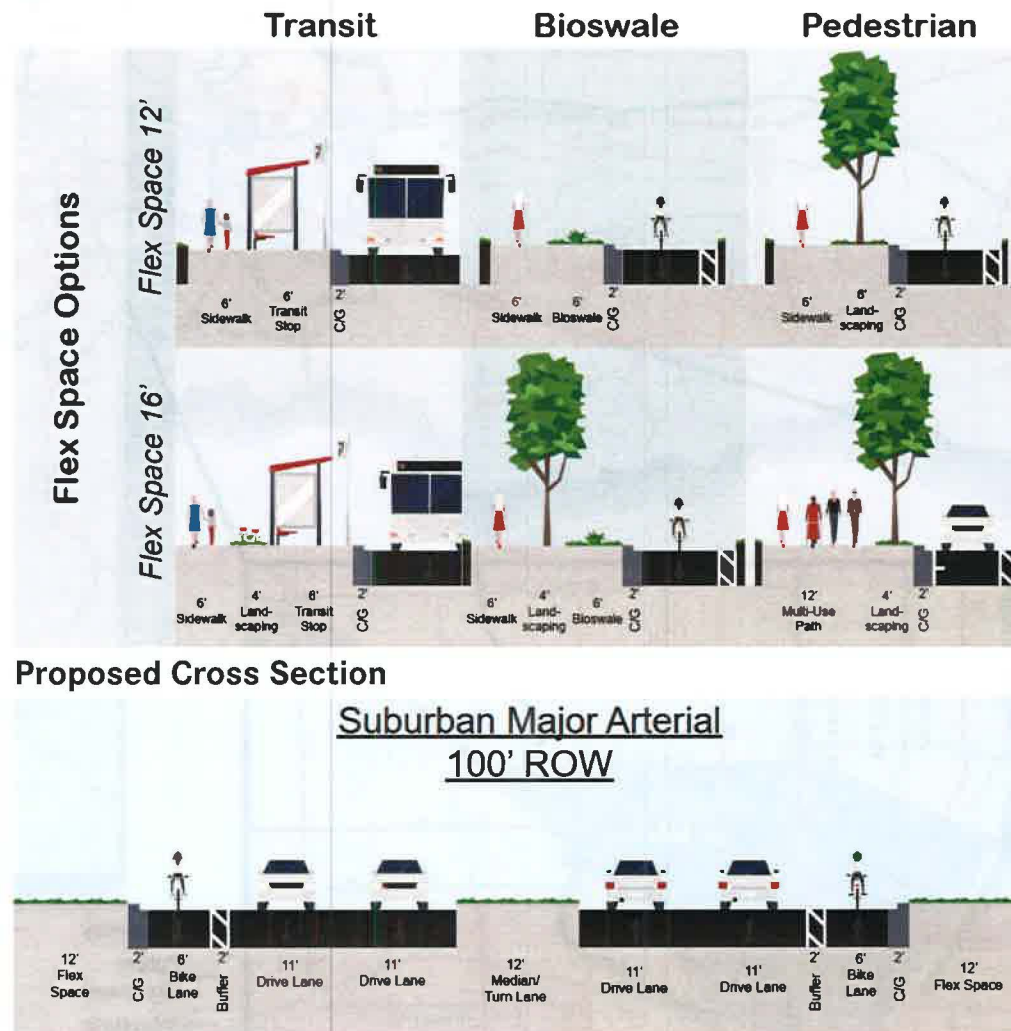 Transit
Bioswale
Pedestrian
Flex Space Options
Flex Space 12'
6'
Sidewalk
6'
Transit
Stop
2'
C/G
6'
Sidewalk
6'
Bioswale
2'
C/G
6'
Sidewalk
6'
Land-
scaping
2'
C/G
Flex Space 16'
6'
Sidewalk
4'
Land-
scaping
6'
Transit
Stop
2'
C/G
6'
Sidewalk
4'
Land-
scaping
6'
Bioswale
2'
C/G
12'
Multi-Use
Path
4'
Land-
scaping
2'
C/G
Proposed Cross Section
Suburban Major Arterial
100' ROW
12'
Flex
Space
2'
C/G
6'
Bike
Lane
2'
Buffer
11'
Drive Lane
11'
Drive Lane
12'
Median/
Turn Lane
11'
Drive Lane
11'
Drive Lane
2'
Buffer
6'
Bike
Lane
2'
C/G
12'
Flex Space